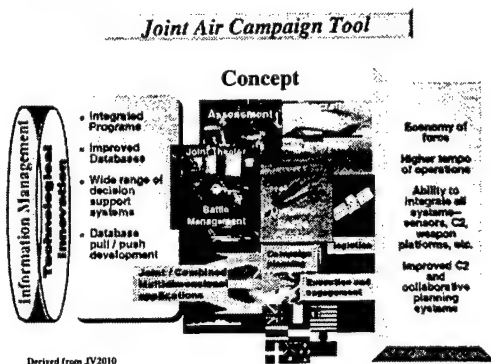 Joint Air Campaign Tool
Concept
Information Management
Technological
Innovation
• Integrated
Programs
• Improved
Databases
• Wide range of
decision
support
systems
• Database
pull / push
development
Assessment
Joint Theater
Battle
Management
logistics
Joint / Combined
Multidimensional
applications
Execution and
Economy of
force
Higher tempo
of operations
Ability to
integrate all
systems—
sensors, C2,
weapon
platforms, etc.
Improved C2
and
collaborative
planning
systems
Derived from JV2010